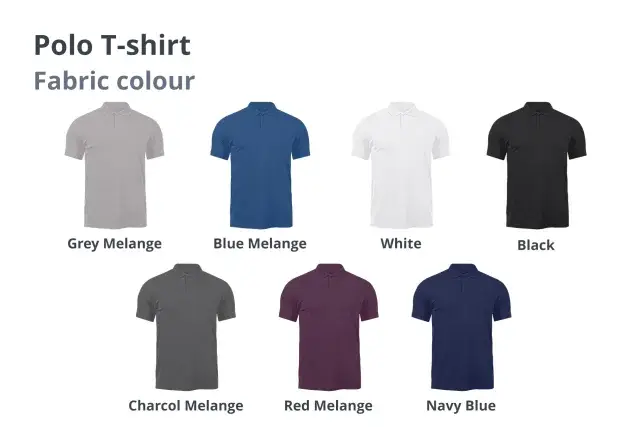 Polo T-shirt
Fabric colour
Grey Melange
Blue Melange
White
Black
Charcol Melange
Red Melange
Navy Blue